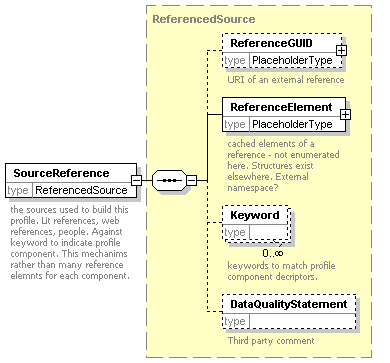 ReferencedSource
ReferenceGUID
type PlaceholderType
URI of an external reference
ReferenceElement
type PlaceholderType
cached elements of a
reference - not enumerated
here. Structures exist
elsewhere. External
namespace?
SourceReference
type ReferencedSource
the sources used to build this
profile. Lit references, web
references, people. Against
keyword to indicate profile
component. This mechanims
rather than many reference
elemnts for each component.
Keyword
type
0..∞
keywords to match profile
component decriptors.
DataQualityStatement
type
Third party comment